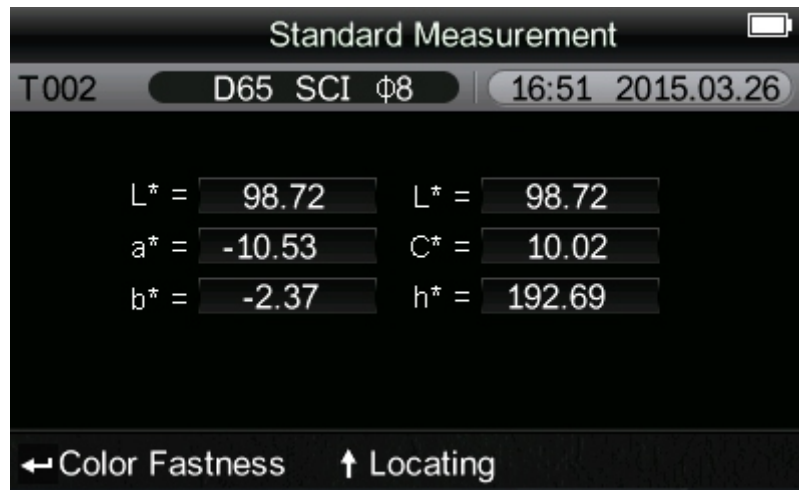 Standard Measurement
T002 D65 SCI Φ8 16:51 2015.03.26
L* = 98.72 L* = 98.72
a* = -10.53 C* = 10.02
b* = -2.37 h* = 192.69
Color Fastness Locating